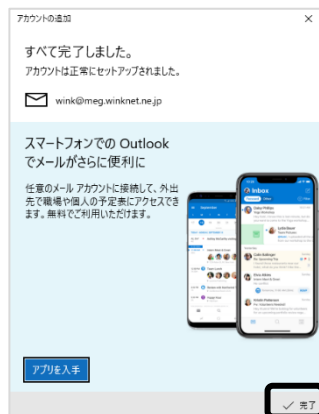 アカウントの追加
すべて完了しました。
アカウントは正常にセットアップされました。
wink@meg.winknet.ne.jp
スマートフォンでの Outlook
でメールがさらに便利に
任意のメール アカウントに接続して、外出
先で職場や個人の予定表にアクセスでき
ます。無料でご利用いただけます。
Inbox
アプリを入手
完了